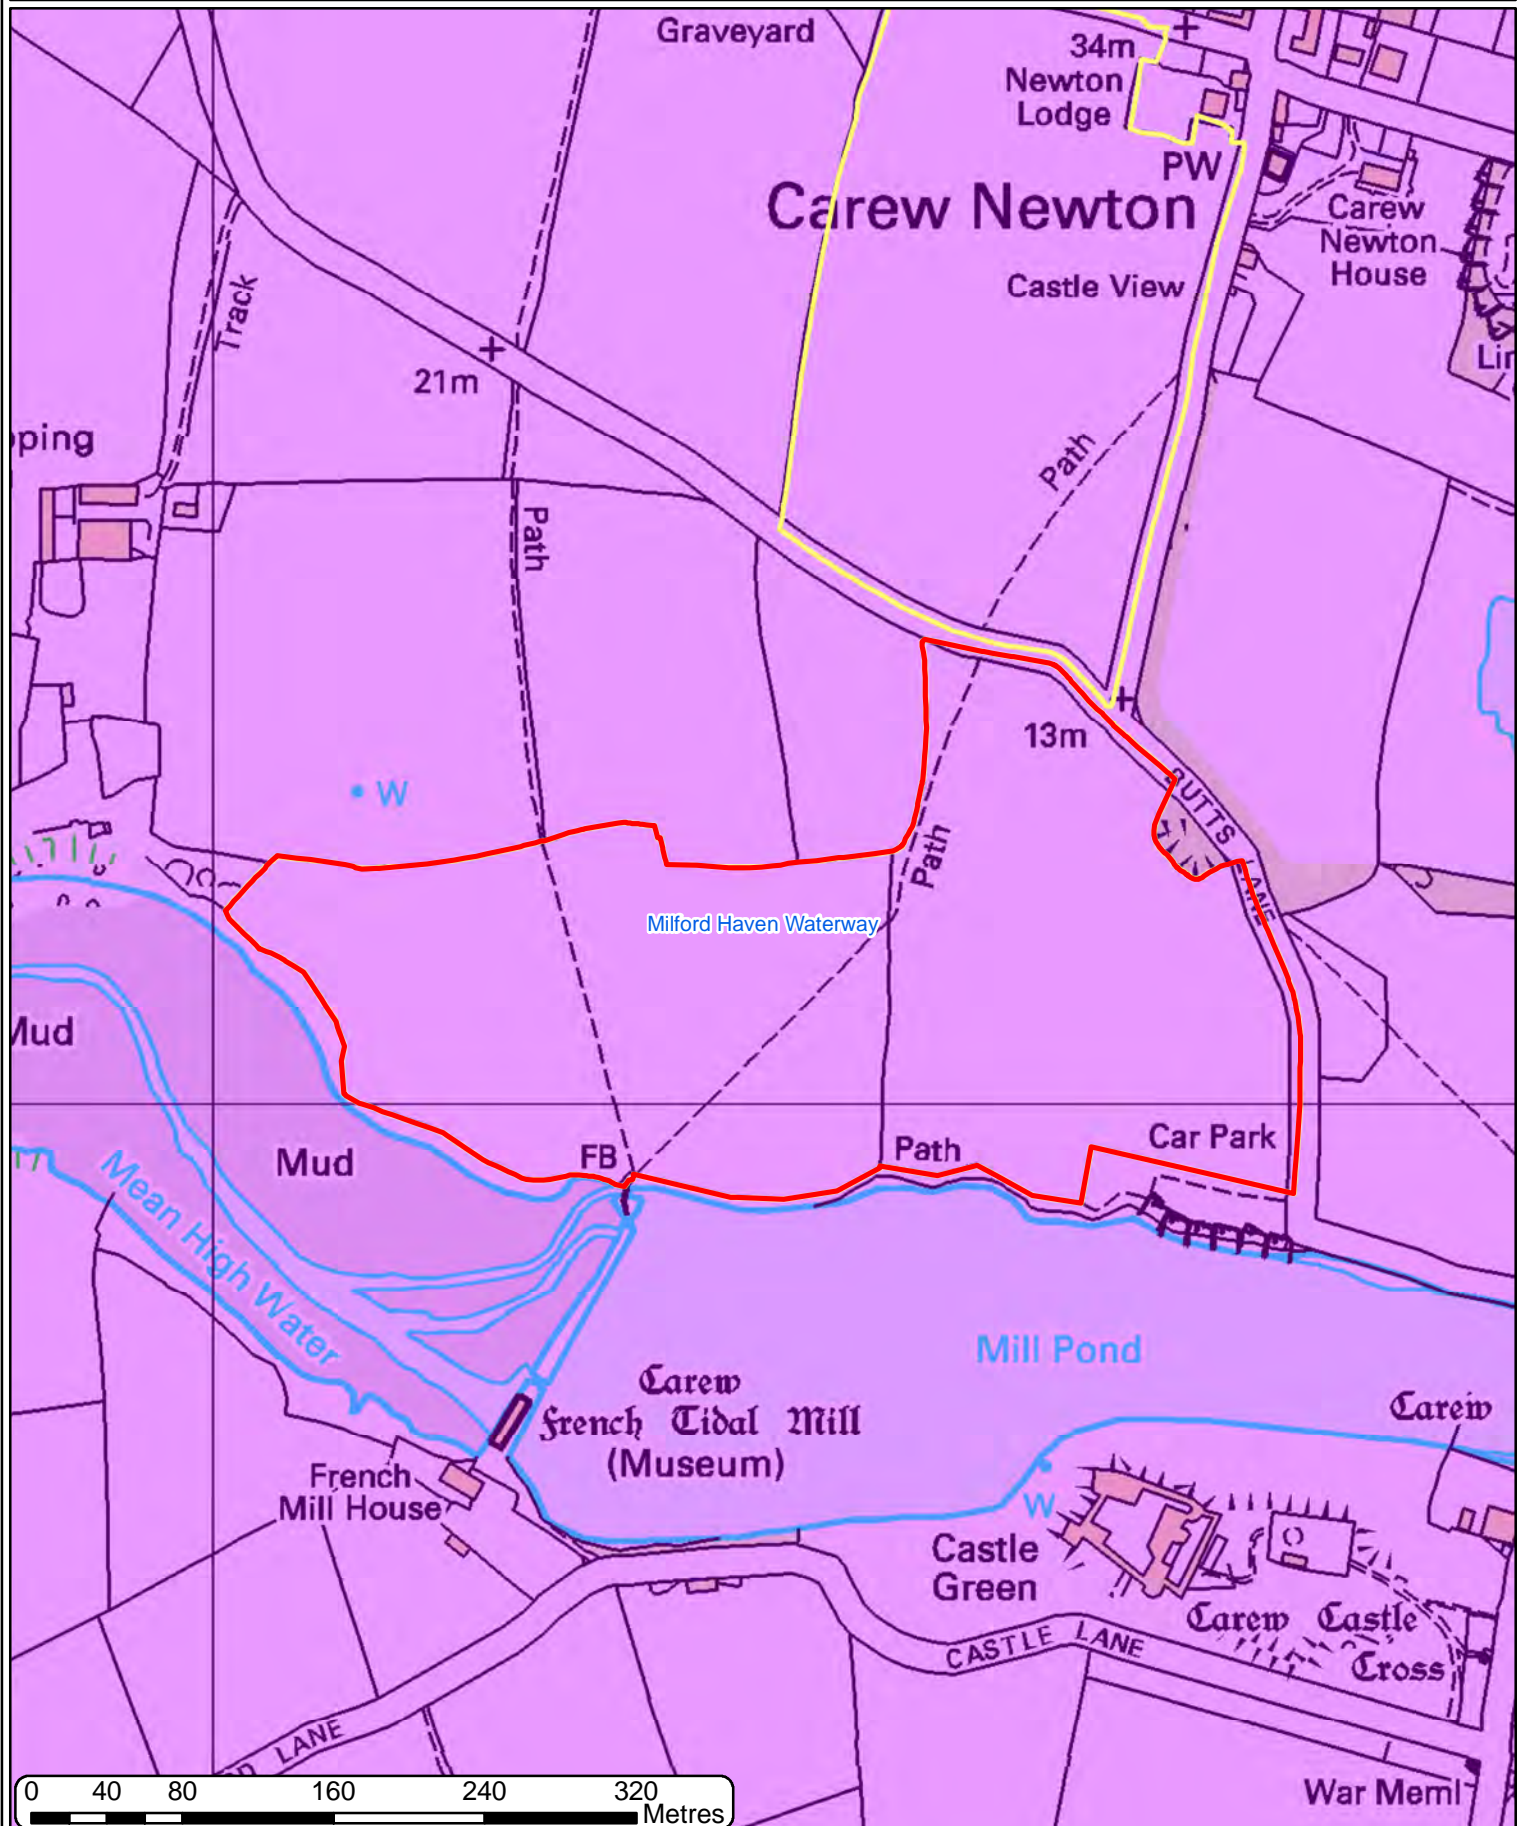 Graveyard
34m
Newton
Lodge
PW
Carew Newton
Carew
Newton
House
Castle View
Track
21m
Path
Path
13m
BUTTS LANE
W
Path
Milford Haven Waterway
Mud
Mud
FB
Path
Car Park
Mean High Water
Mill Pond
Carew
French Tidal Mill
(Museum)
Carew
French
Mill House
W
Castle
Green
Carew Castle
Cross
CASTLE LANE
LANE
War Meml
0 40 80 160 240 320
Metres